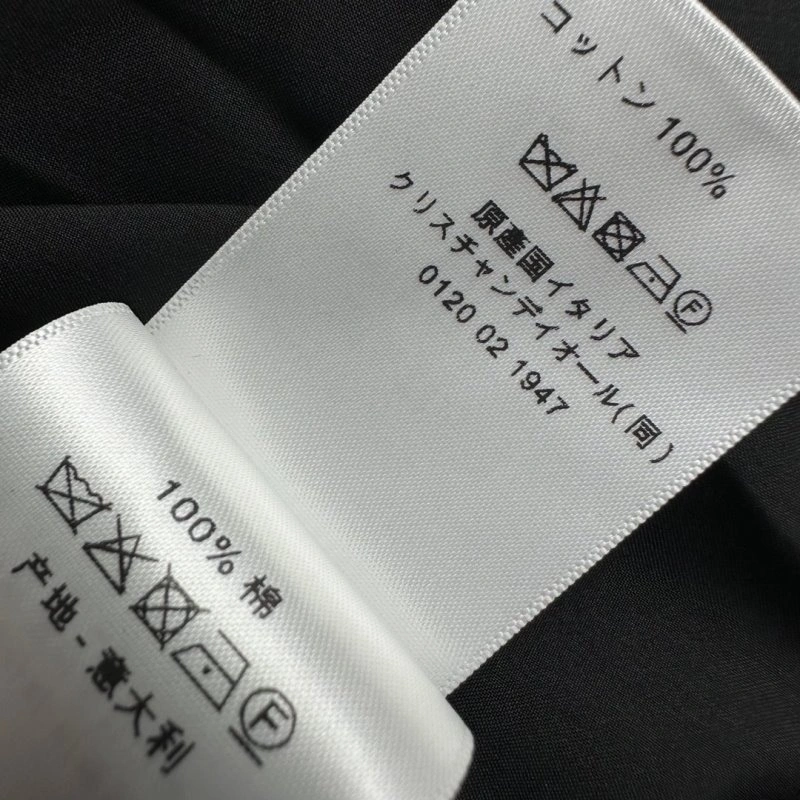 コットン 100%
F
原産国イタリア
クリスチャンディオール(同)
0120 02 1947
100% 棉
F
产地 - 意大利